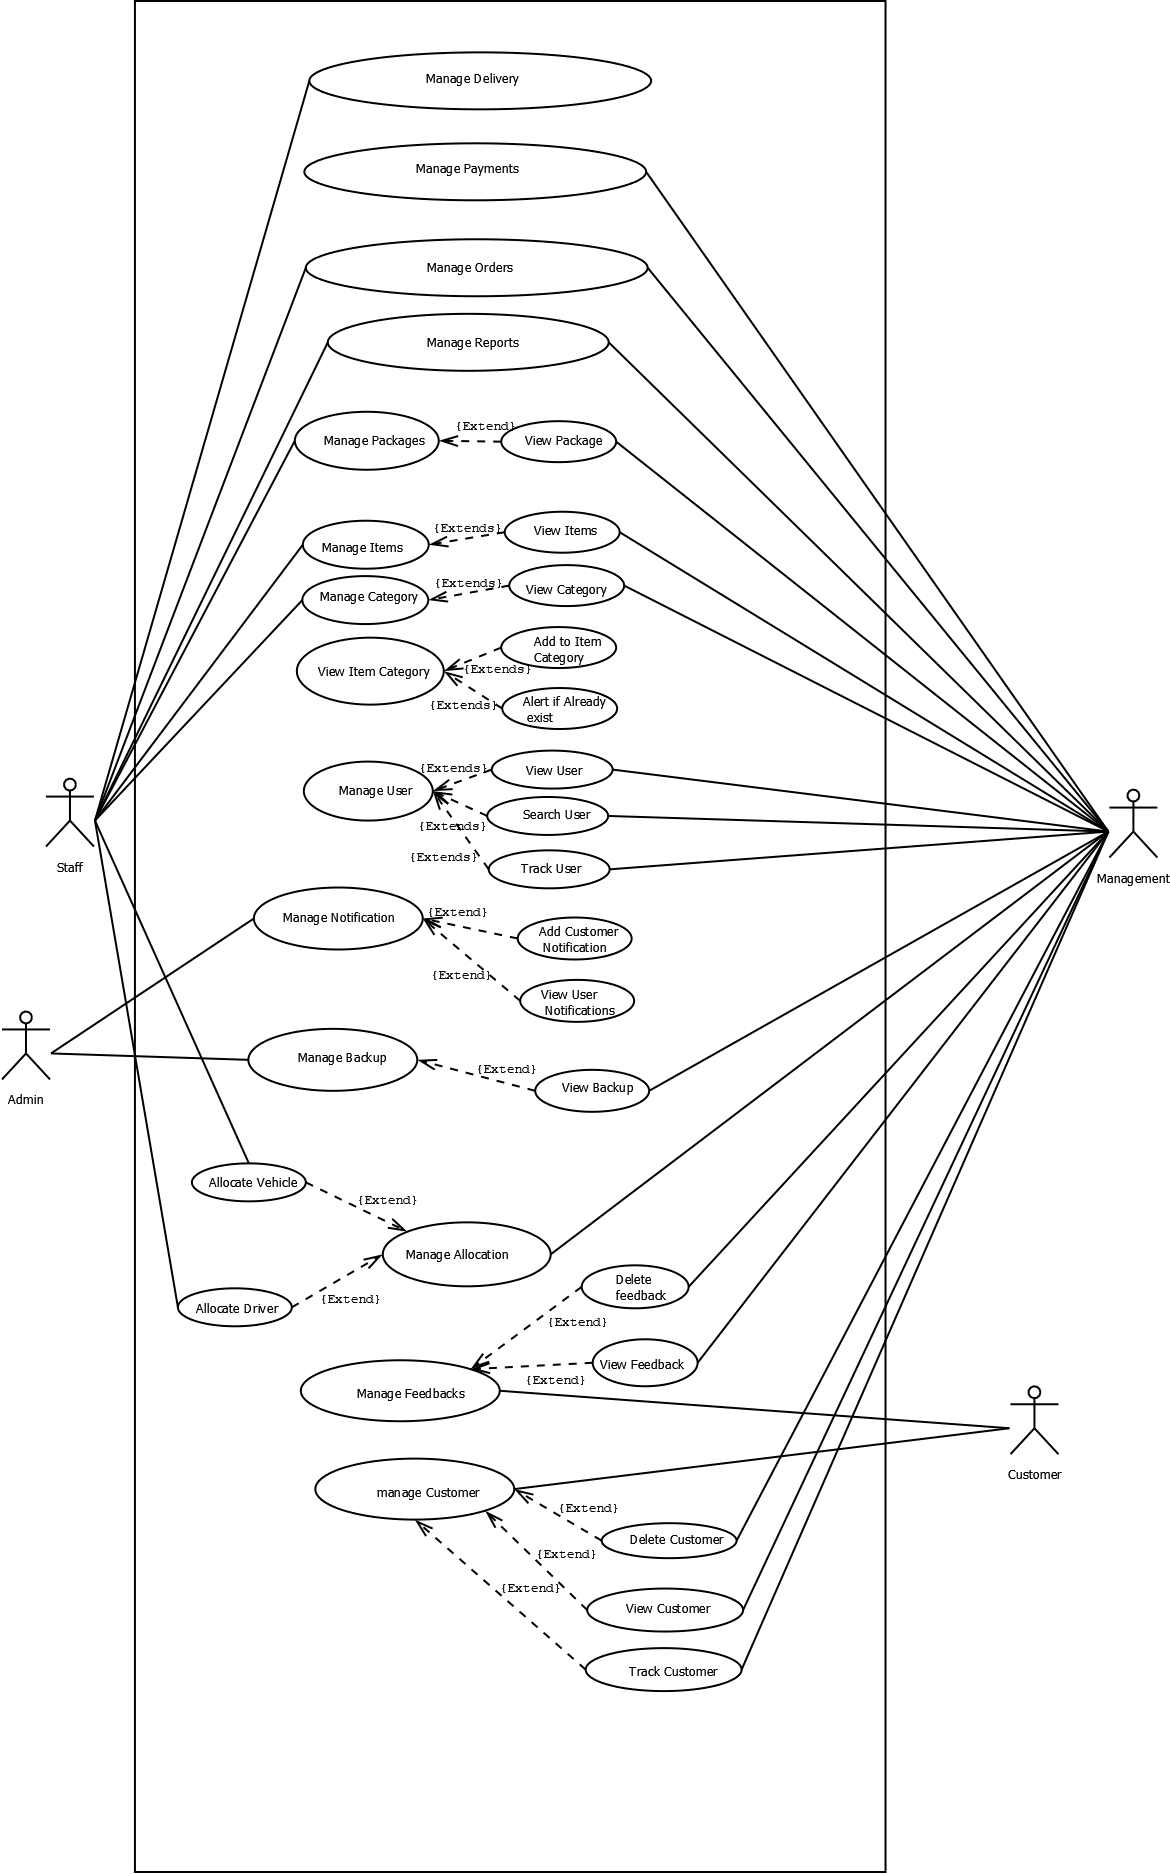 Manage Delivery
Manage Payments
Manage Orders
Manage Reports
{Extend}
Manage Packages
View Package
{Extends}
View Items
Manage Items
{Extends}
View Category
Manage Category
Add to Item
Category
{Extends}
View Item Category
Alert if Already
exist
{Extends}
{Extends}
View User
Manage User
Search User
{Extends}
{Extends}
Track User
Staff
Management
{Extend}
Manage Notification
Add Customer
Notification
{Extend}
View User
Notifications
Manage Backup
{Extend}
View Backup
Admin
Allocate Vehicle
{Extend}
Manage Allocation
Delete
feedback
{Extend}
Allocate Driver
{Extend}
View Feedback
{Extend}
Manage Feedbacks
Customer
manage Customer
{Extend}
Delete Customer
{Extend}
{Extend}
View Customer
Track Customer